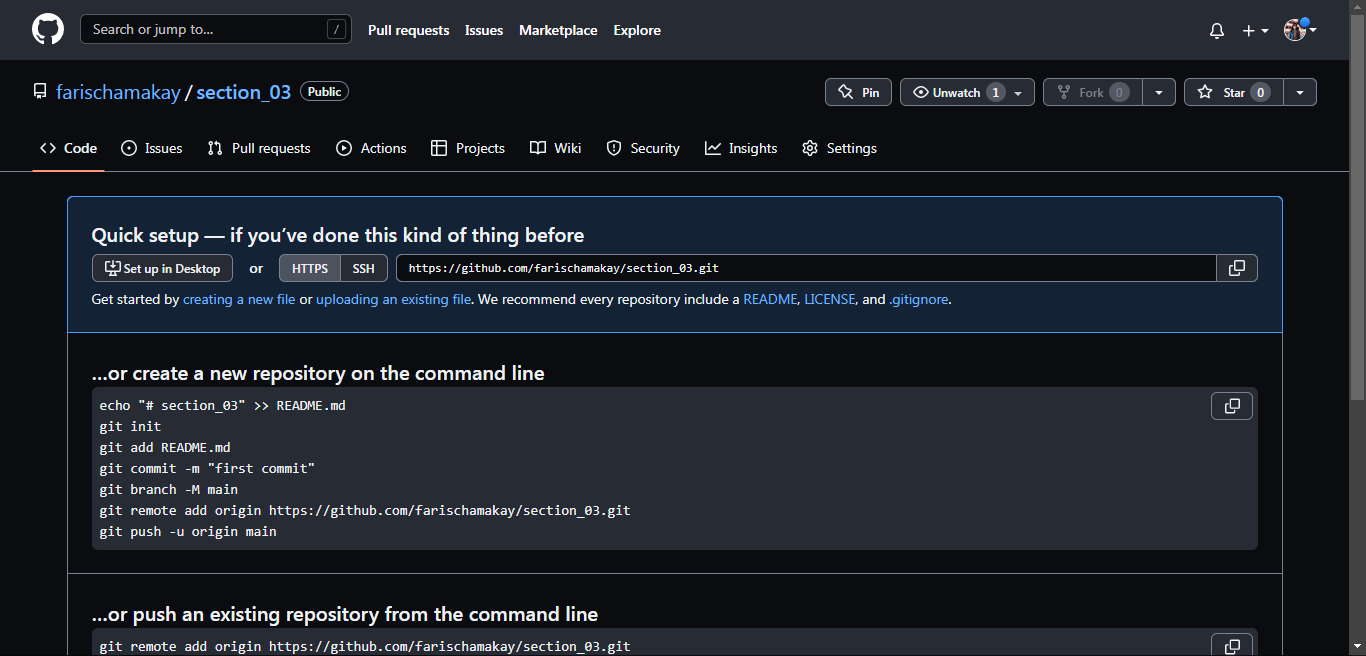 Search or jump to... /
Pull requests Issues Marketplace Explore
farischamakay / section_03 Public
Pin
Unwatch 1
Fork 0
Star 0
Code Issues Pull requests Actions Projects Wiki Security Insights Settings
Quick setup — if you’ve done this kind of thing before
Set up in Desktop or HTTPS SSH https://github.com/farischamakay/section_03.git
Get started by creating a new file or uploading an existing file. We recommend every repository include a README, LICENSE, and .gitignore.
…or create a new repository on the command line
echo "# section_03" >> README.md
git init
git add README.md
git commit -m "first commit"
git branch -M main
git remote add origin https://github.com/farischamakay/section_03.git
git push -u origin main
…or push an existing repository from the command line
git remote add origin https://github.com/farischamakay/section_03.git